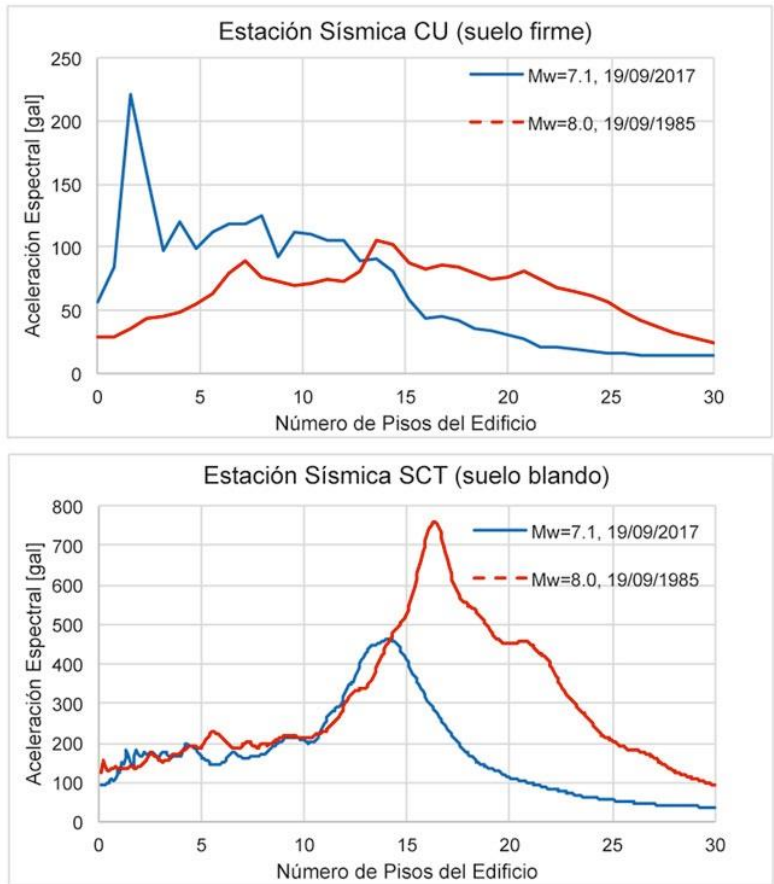 Estación Sísmica CU (suelo firme)
250
200
150
100
50
0
Aceleración Espectral [gal]
Mw=7.1, 19/09/2017
Mw=8.0, 19/09/1985
0 5 10 15 20 25 30
Número de Pisos del Edificio
Estación Sísmica SCT (suelo blando)
800
700
600
500
400
300
200
100
0
Aceleración Espectral [gal]
Mw=7.1, 19/09/2017
Mw=8.0, 19/09/1985
0 5 10 15 20 25 30
Número de Pisos del Edificio